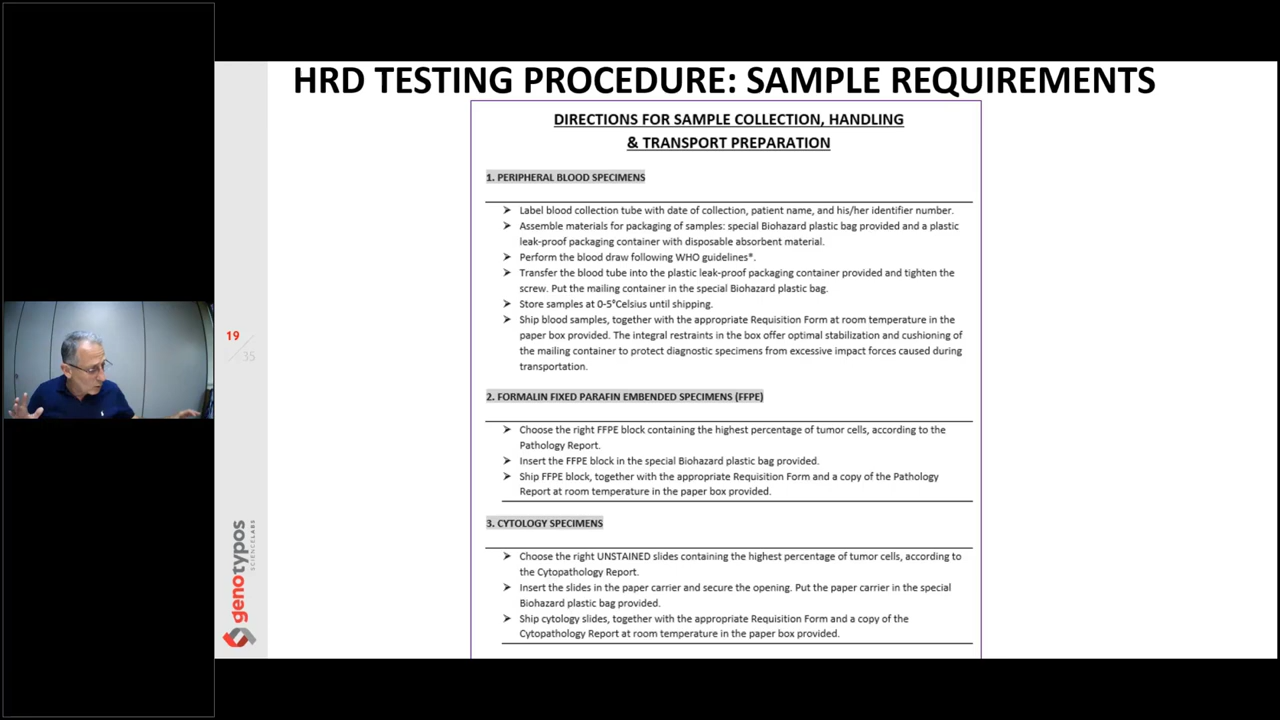 HRD TESTING PROCEDURE: SAMPLE REQUIREMENTS
DIRECTIONS FOR SAMPLE COLLECTION, HANDLING
& TRANSPORT PREPARATION
1. PERIPHERAL BLOOD SPECIMENS
➢ Label blood collection tube with date of collection, patient name, and his/her identifier number.
➢ Assemble materials for packaging of samples: special Biohazard plastic bag provided and a plastic
leak-proof packaging container with disposable absorbent material.
➢ Perform the blood draw following WHO guidelines*.
➢ Transfer the blood tube into the plastic leak-proof packaging container provided and tighten the
screw. Put the mailing container in the special Biohazard plastic bag.
➢ Store samples at 0-5°Celsius until shipping.
➢ Ship blood samples, together with the appropriate Requisition Form at room temperature in the
paper box provided. The integral restraints in the box offer optimal stabilization and cushioning of
the mailing container to protect diagnostic specimens from excessive impact forces caused during
transportation.
2. FORMALIN FIXED PARAFIN EMBENDED SPECIMENS (FFPE)
➢ Choose the right FFPE block containing the highest percentage of tumor cells, according to the
Pathology Report.
➢ Insert the FFPE block in the special Biohazard plastic bag provided.
➢ Ship FFPE block, together with the appropriate Requisition Form and a copy of the Pathology
Report at room temperature in the paper box provided.
3. CYTOLOGY SPECIMENS
➢ Choose the right UNSTAINED slides containing the highest percentage of tumor cells, according to
the Cytopathology Report.
➢ Insert the slides in the paper carrier and secure the opening. Put the paper carrier in the special
Biohazard plastic bag provided.
➢ Ship cytology slides, together with the appropriate Requisition Form and a copy of the
Cytopathology Report at room temperature in the paper box provided.
19
35
genotypos
SCIENCELABS